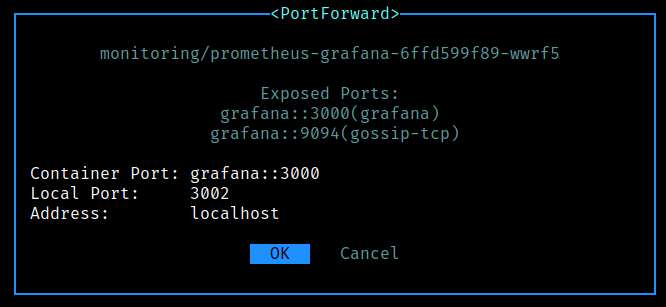 <PortForward>
monitoring/prometheus-grafana-6ffd599f89-wwrf5
Exposed Ports:
grafana::3000(grafana)
grafana::9094(gossip-tcp)
Container Port: grafana::3000
Local Port: 3002
Address: localhost
OK Cancel